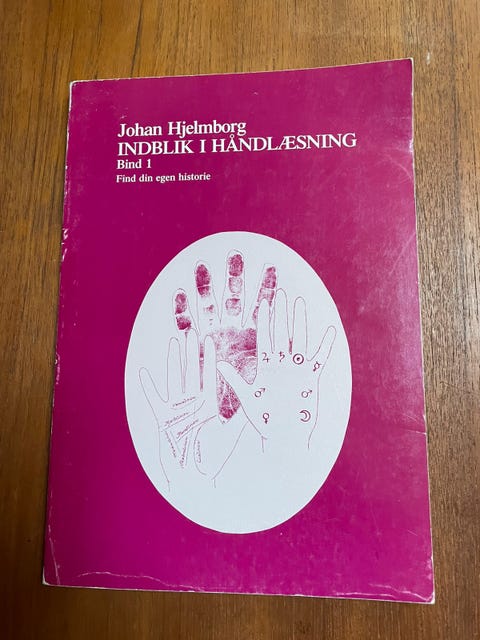 Johan Hjelmborg
INDBLIK I HÅNDLÆSNING
Bind 1
Find din egen historie